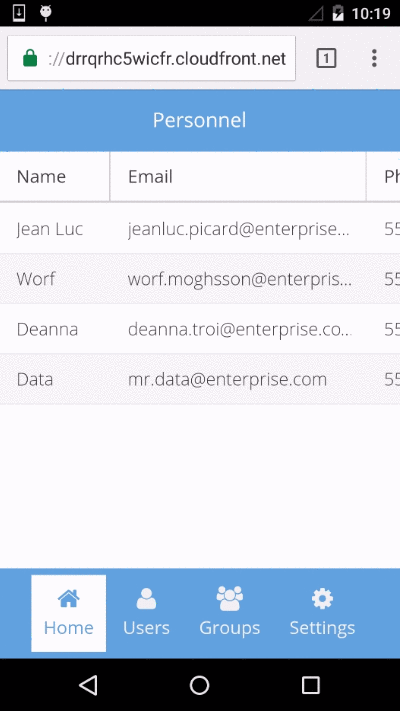 10:19
://drrqrhc5wicfr.cloudfront.net
1
Personnel
Name Email Ph
Jean Luc jeanluc.picard@enterprise... 55
Worf worf.moghsson@enterpris... 55
Deanna deanna.troi@enterprise.co... 55
Data mr.data@enterprise.com 55
Home Users Groups Settings